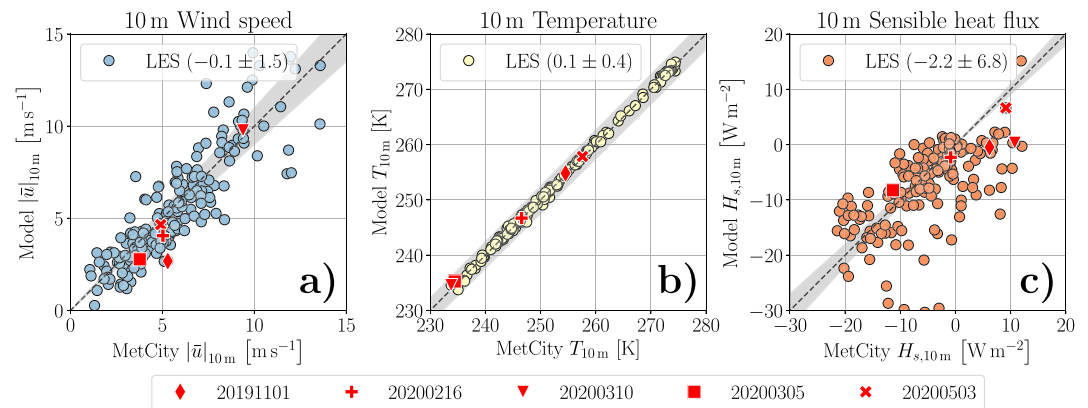 10 m Wind speed
LES (−0.1 ± 1.5)
15
10
5
0
0 5 10 15
Model |ū|10 m [m s−1]
MetCity |ū|10 m [m s−1]
a)
10 m Temperature
LES (0.1 ± 0.4)
280
270
260
250
240
230
230 240 250 260 270 280
Model T10 m [K]
MetCity T10 m [K]
b)
10 m Sensible heat flux
LES (−2.2 ± 6.8)
20
10
0
−10
−20
−30
−30 −20 −10 0 10 20
Model Hs,10 m [W m−2]
MetCity Hs,10 m [W m−2]
c)
20191101 20200216 20200310 20200305 20200503